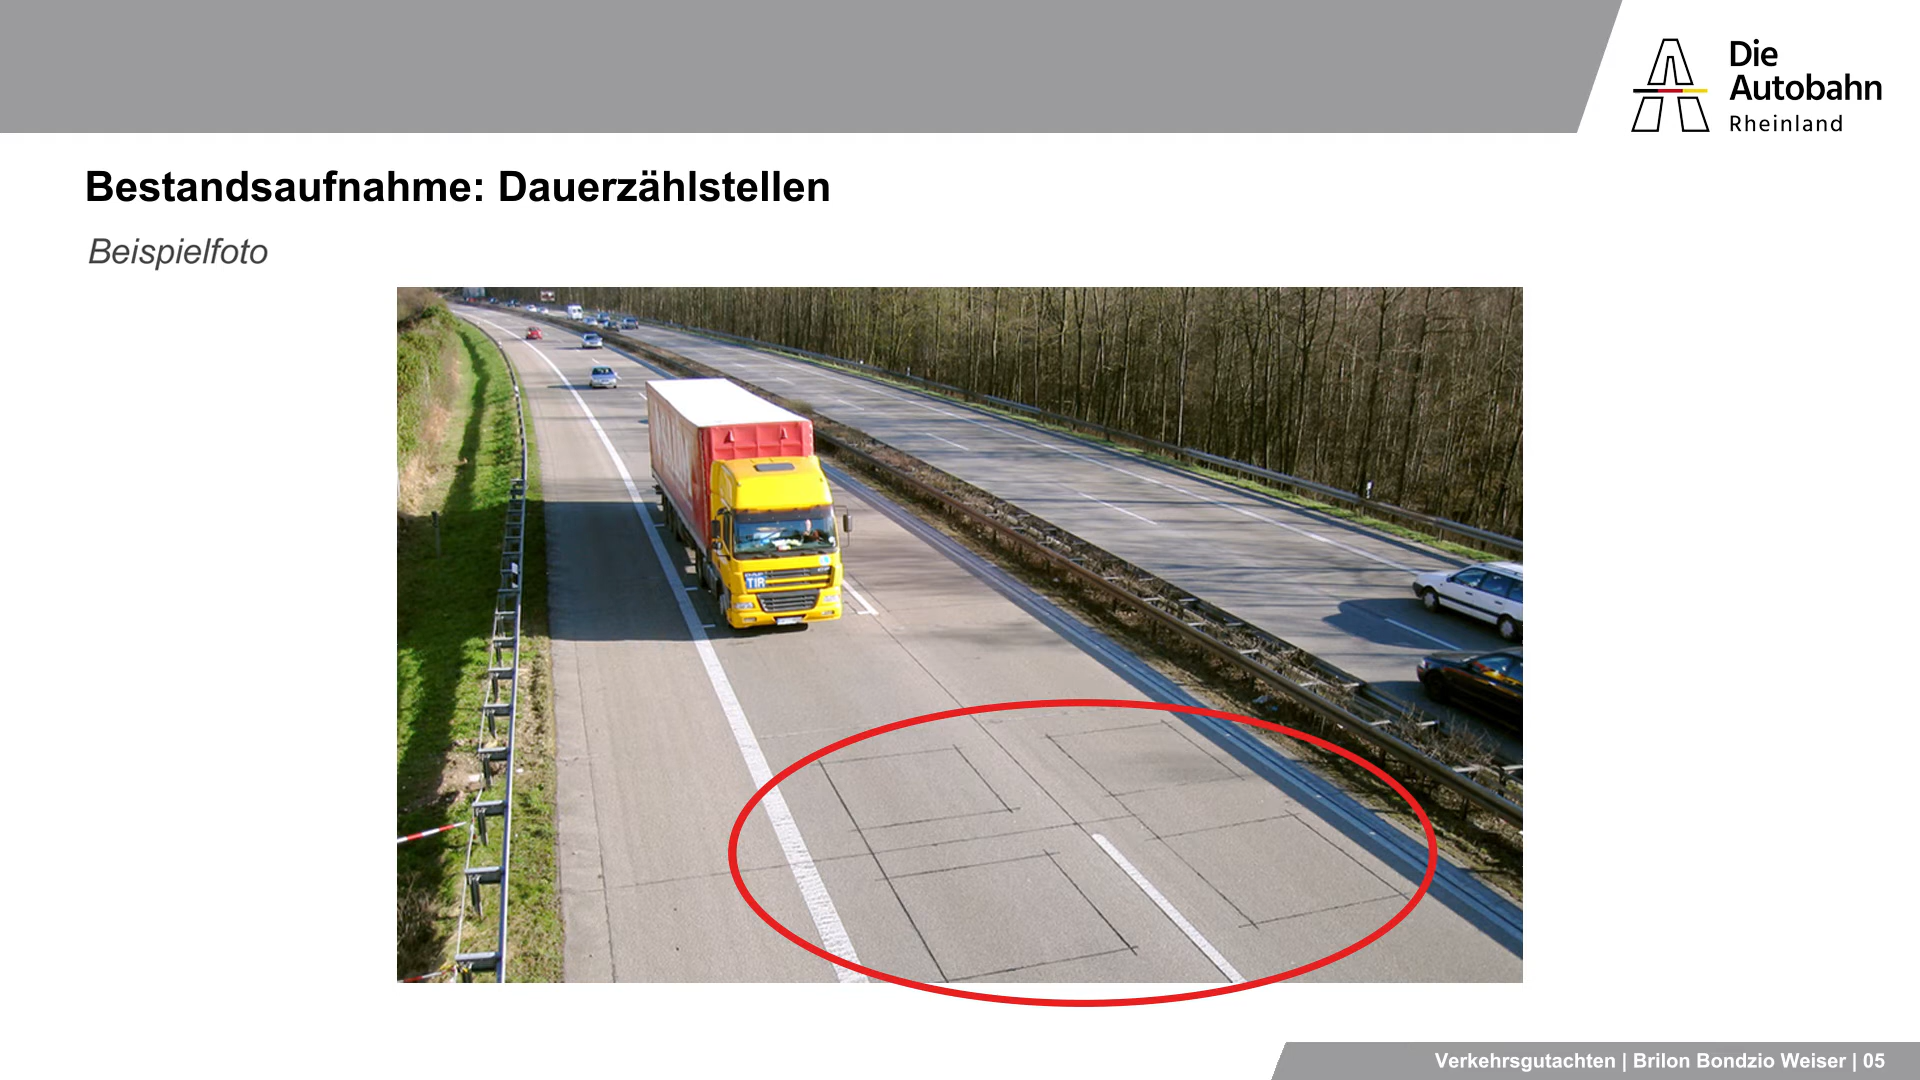 Die
Autobahn
Rheinland
Bestandsaufnahme: Dauerzählstellen
Beispielfoto
TIR
Verkehrsgutachten | Brilon Bondzio Weiser | 05